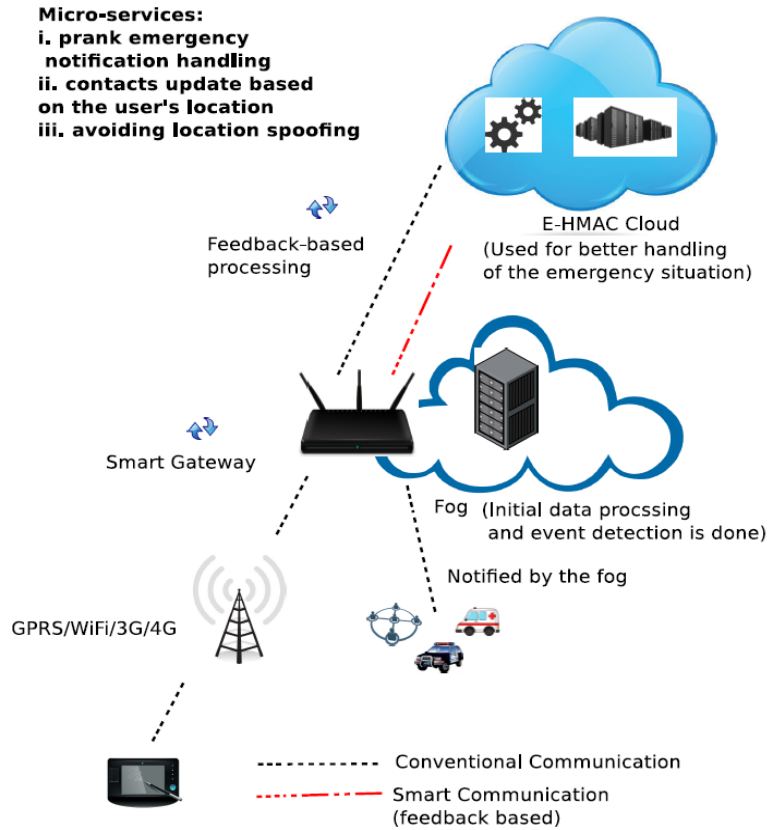 Micro-services:
i. prank emergency
notification handling
ii. contacts update based
on the user's location
iii. avoiding location spoofing
E-HMAC Cloud
(Used for better handling
of the emergency situation)
Feedback-based
processing
Smart Gateway
Fog (Initial data procssing
and event detection is done)
Notified by the fog
GPRS/WiFi/3G/4G
Conventional Communication
Smart Communication
(feedback based)